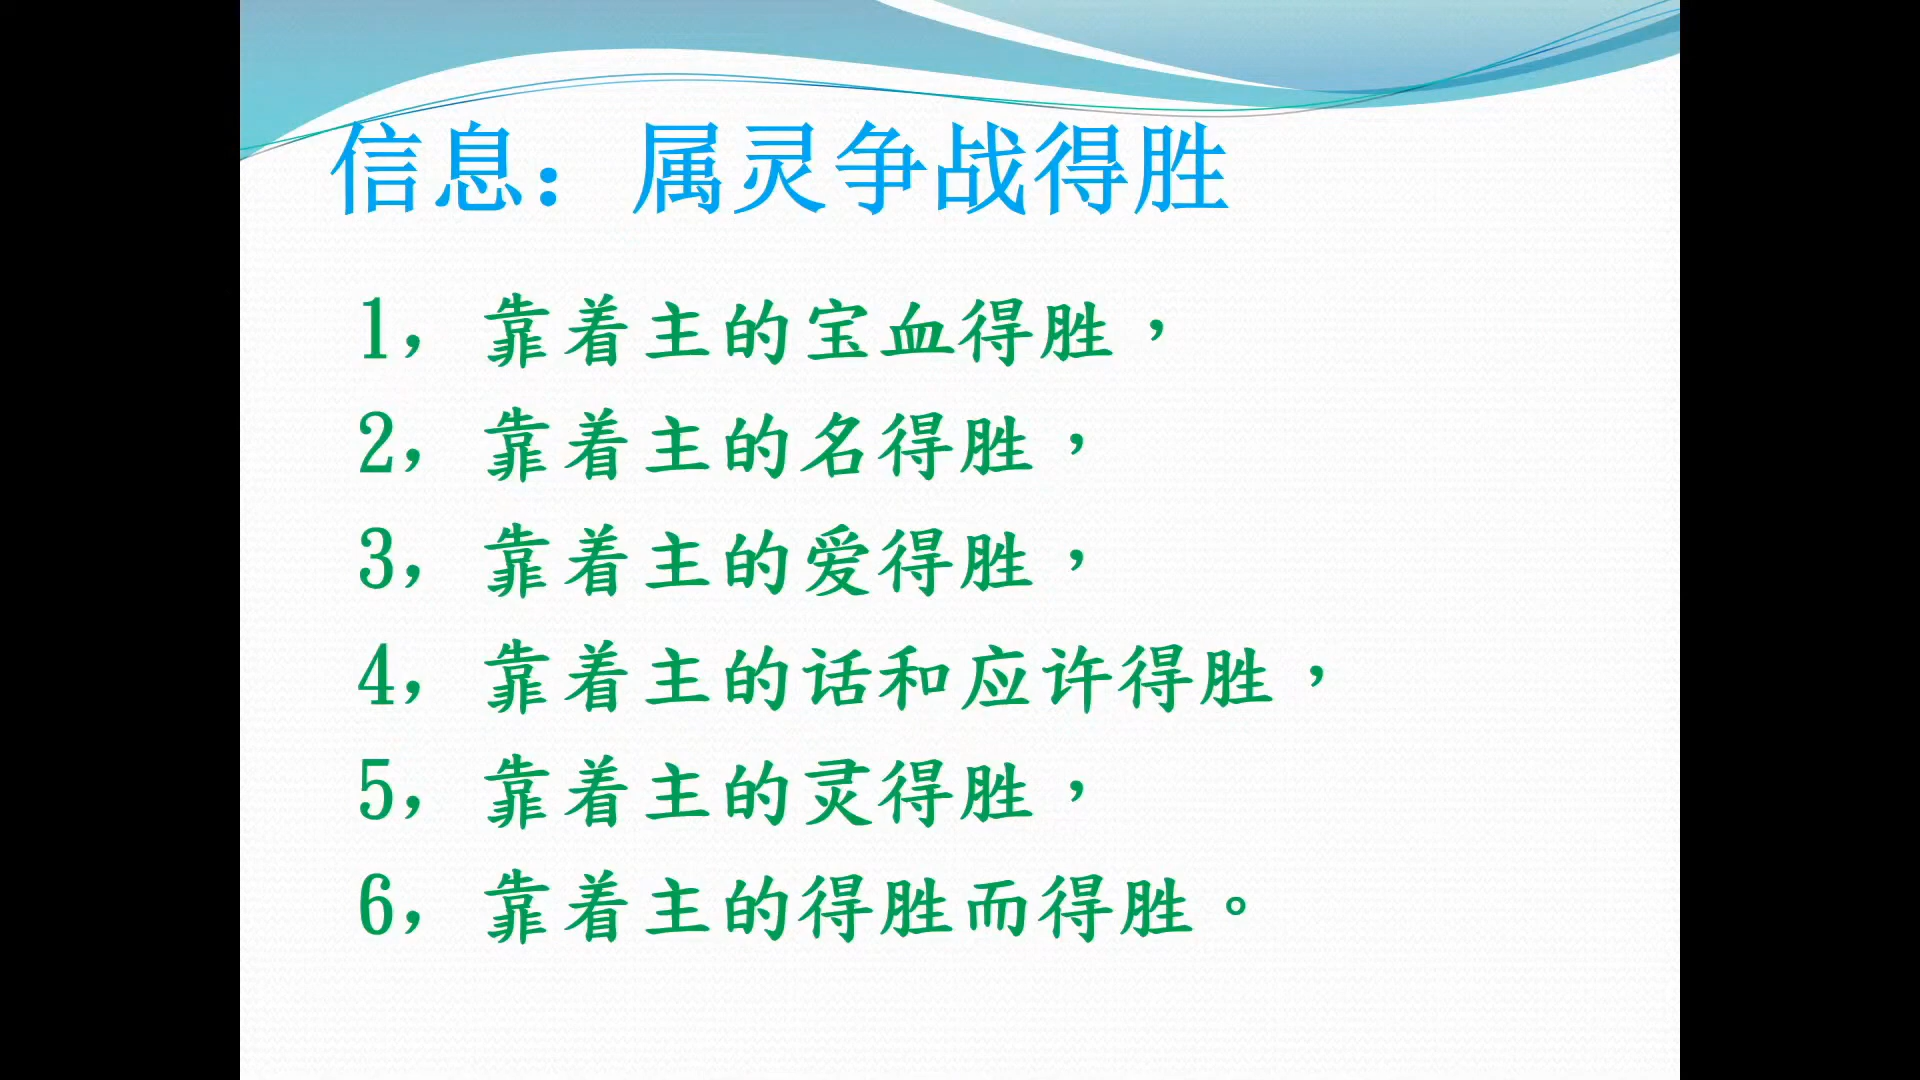 信息：属灵争战得胜
1，靠着主的宝血得胜，
2，靠着主的名得胜，
3，靠着主的爱得胜，
4，靠着主的话和应许得胜，
5，靠着主的灵得胜，
6，靠着主的得胜而得胜。